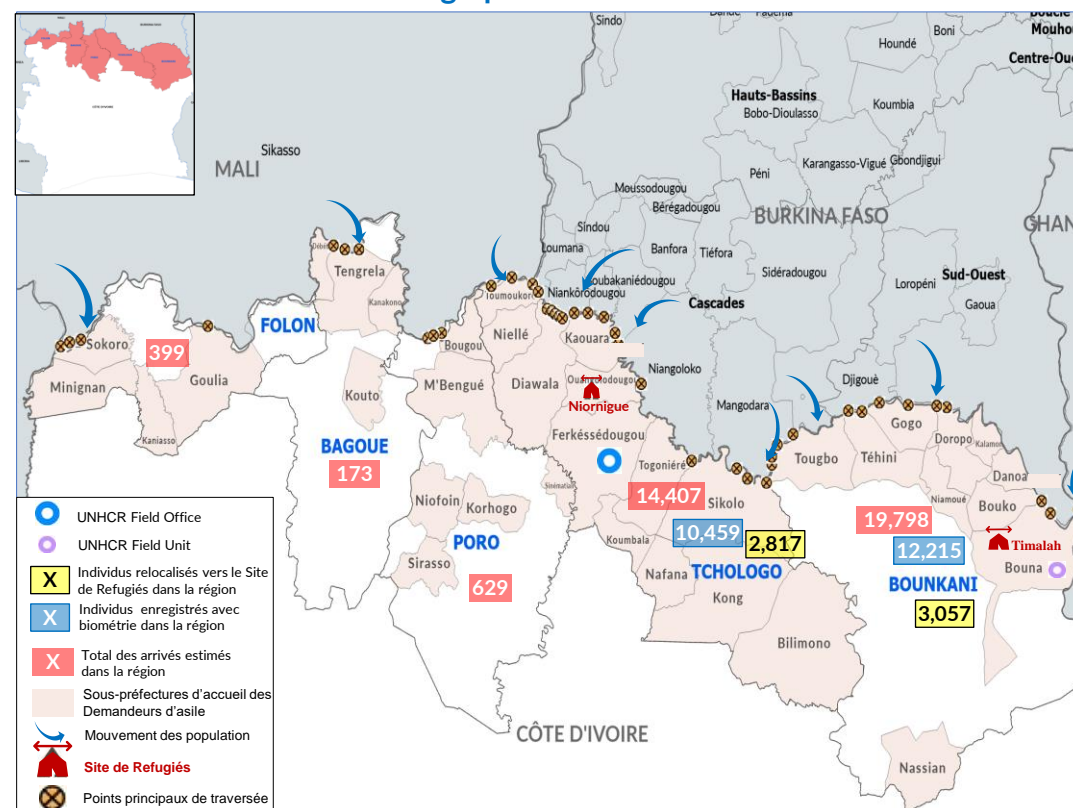 Sindo
Boni
Mouho
Houndé
Centre-Ou
Hauts-Bassins
Bobo-Dioulasso
Koumbia
Sikasso
MALI
Karangasso-Vigué
Gbondjigui
Péni
Moussodougou
Bérégadougou
BURKINA FASO
GHAN
Sindou
Loumana
Banfora
Tiéfora
Sidéradougou
Loropéni
Sud-Ouest
Gaoua
oubakaniédougou
Niankôrodougou
Cascades
Tengrela
Kanakono
Toumoukoro
FOLON
Sokoro
399
Goulia
Minignan
Kaniasso
Bougou
Niellé
Kaouara
M'Bengué
Diawala
Niangoloko
Djigouè
Mangodara
Kouto
Niornigue
BAGOUE
173
Ferkéssédougou
Togoniéré
Tougbo
Téhini
Gogo
Doropo
Kalamon
Danoa
Niofoin
Korhogo
14,407
Sikolo
Niamoué
Bouko
19,798
10,459
2,817
12,215
Timalah
PORO
Koumbala
Sirasso
Nafana
TCHOLOGO
BOUNKANI
Bouna
629
Kong
3,057
Bilimono
CÔTE D'IVOIRE
Nassian
UNHCR Field Office
UNHCR Field Unit
X
Individus relocalisés vers le Site
de Refugiés dans la région
X
Individus enregistrés avec
biométrie dans la région
X
Total des arrivés estimés
dans la région
Sous-préfectures d'accueil des
Demandeurs d'asile
Mouvement des population
Site de Refugiés
Points principaux de traversée